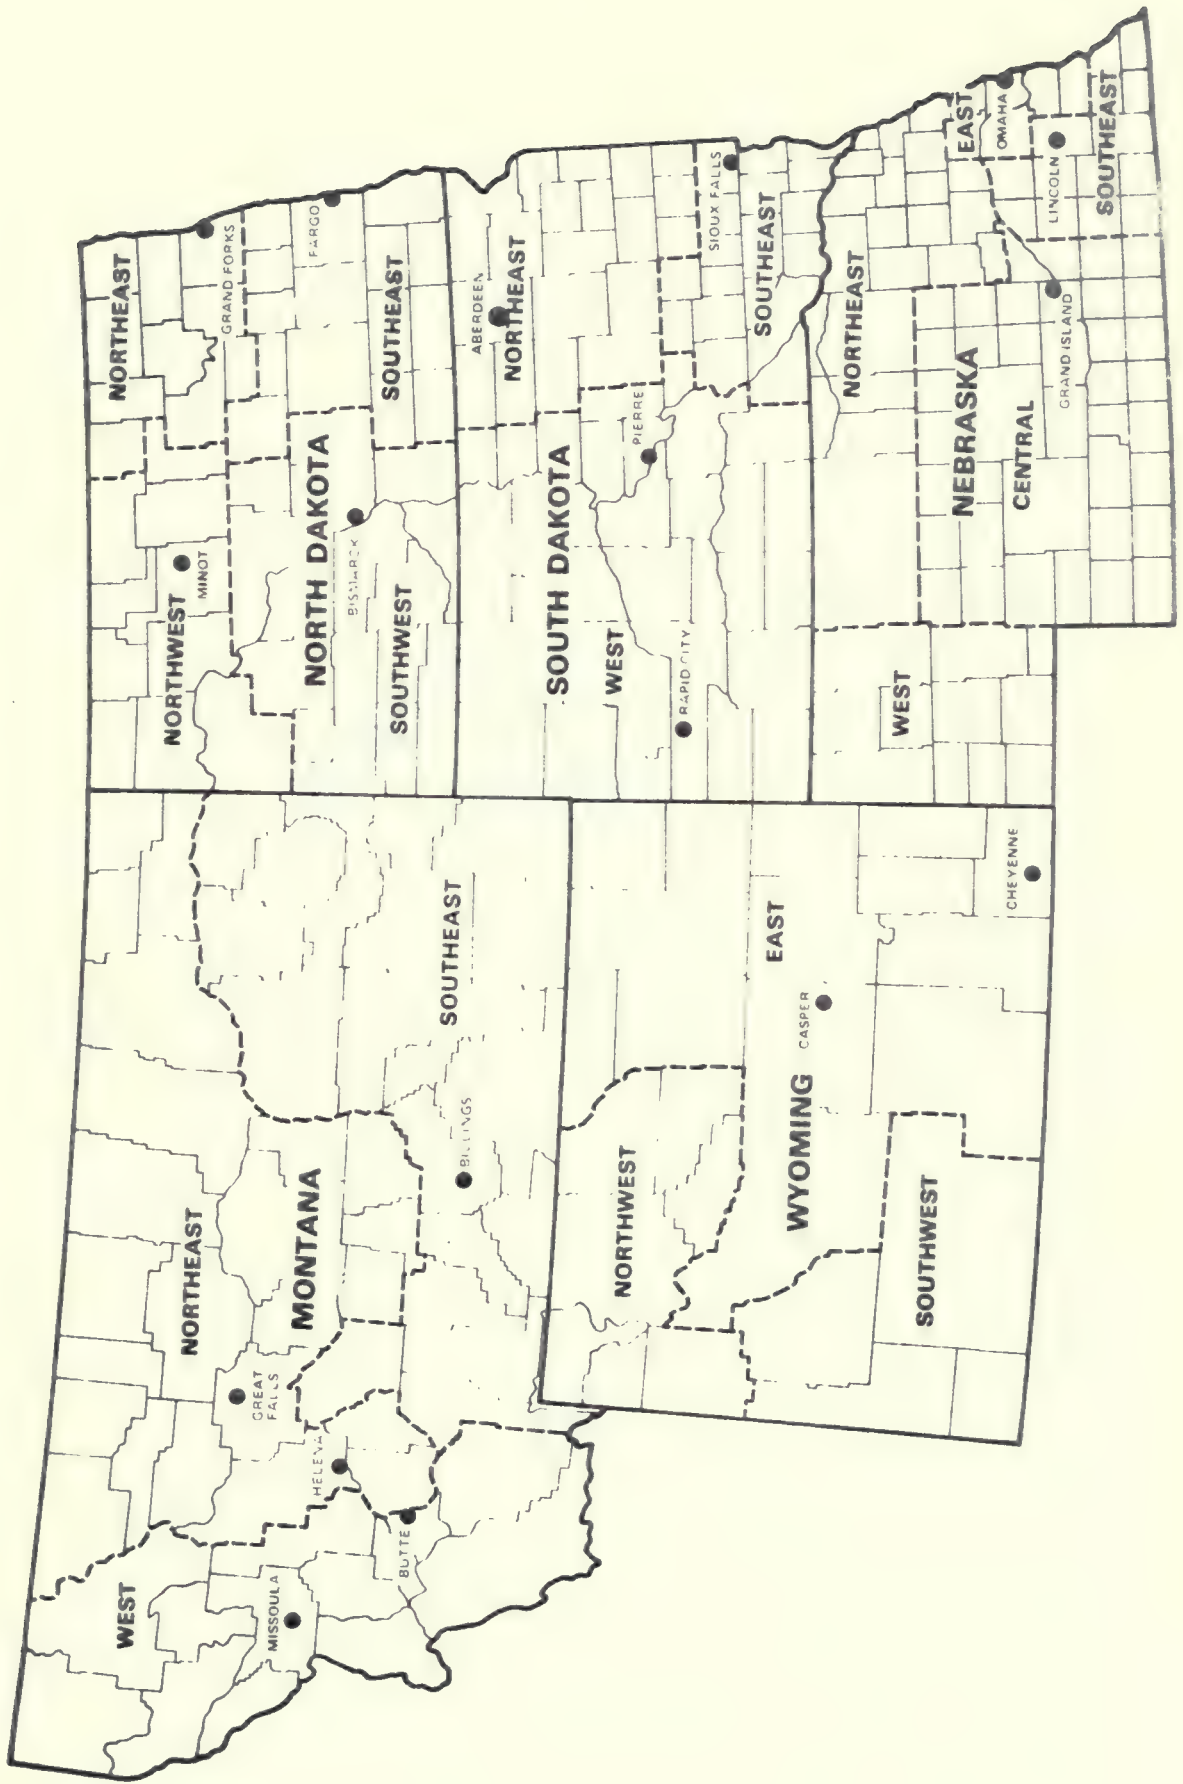 WEST
MISSOULA
BUTTE
HELENA
GREAT
FALLS
NORTHEAST
MONTANA
BILLINGS
SOUTHEAST
NORTHWEST
WYOMING
CASPER
EAST
SOUTHWEST
CHEYENNE
NORTHWEST
MINOT
NORTHEAST
GRAND FORKS
NORTH DAKOTA
BISMARCK
FARGO
SOUTHWEST
SOUTHEAST
ABERDEEN
NORTHEAST
SOUTH DAKOTA
WEST
PIERRE
RAPID CITY
SIOUX FALLS
SOUTHEAST
WEST
NORTHEAST
NEBRASKA
CENTRAL
GRAND ISLAND
EAST
OMAHA
LINCOLN
SOUTHEAST